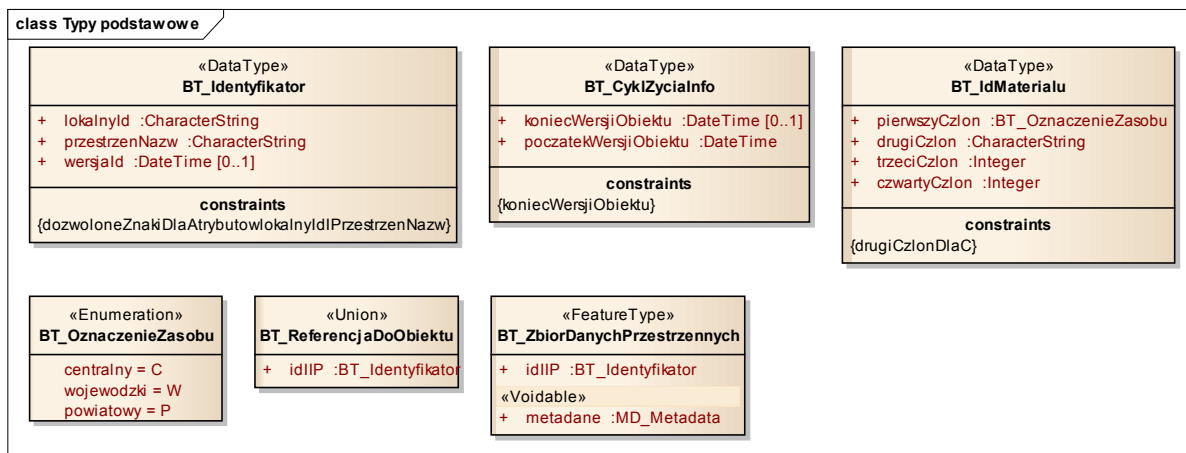 class Typy podstawowe
«DataType»
BT_Identyfikator
+ lokalnyId :CharacterString
+ przestrzenNazw :CharacterString
+ wersjaId :DateTime [0..1]
constraints
{dozwoloneZnakiDlaAtrybutowlokalnyIdIPrzestrzenNazw}
«DataType»
BT_CyklZyciaInfo
+ koniecWersjiObiektu :DateTime [0..1]
+ poczatekWersjiObiektu :DateTime
constraints
{koniecWersjiObiektu}
«DataType»
BT_IdMaterialu
+ pierwszyCzlon :BT_OznaczenieZasobu
+ drugiCzlon :CharacterString
+ trzeciCzlon :Integer
+ czwartyCzlon :Integer
constraints
{drugiCzlonDlaC}
«Enumeration»
BT_OznaczenieZasobu
centralny = C
wojewodzki = W
powiatowy = P
«Union»
BT_ReferencjaDoObiektu
+ idIIP :BT_Identyfikator
«FeatureType»
BT_ZbiorDanychPrzestrzennych
+ idIIP :BT_Identyfikator
«Voidable»
+ metadane :MD_Metadata